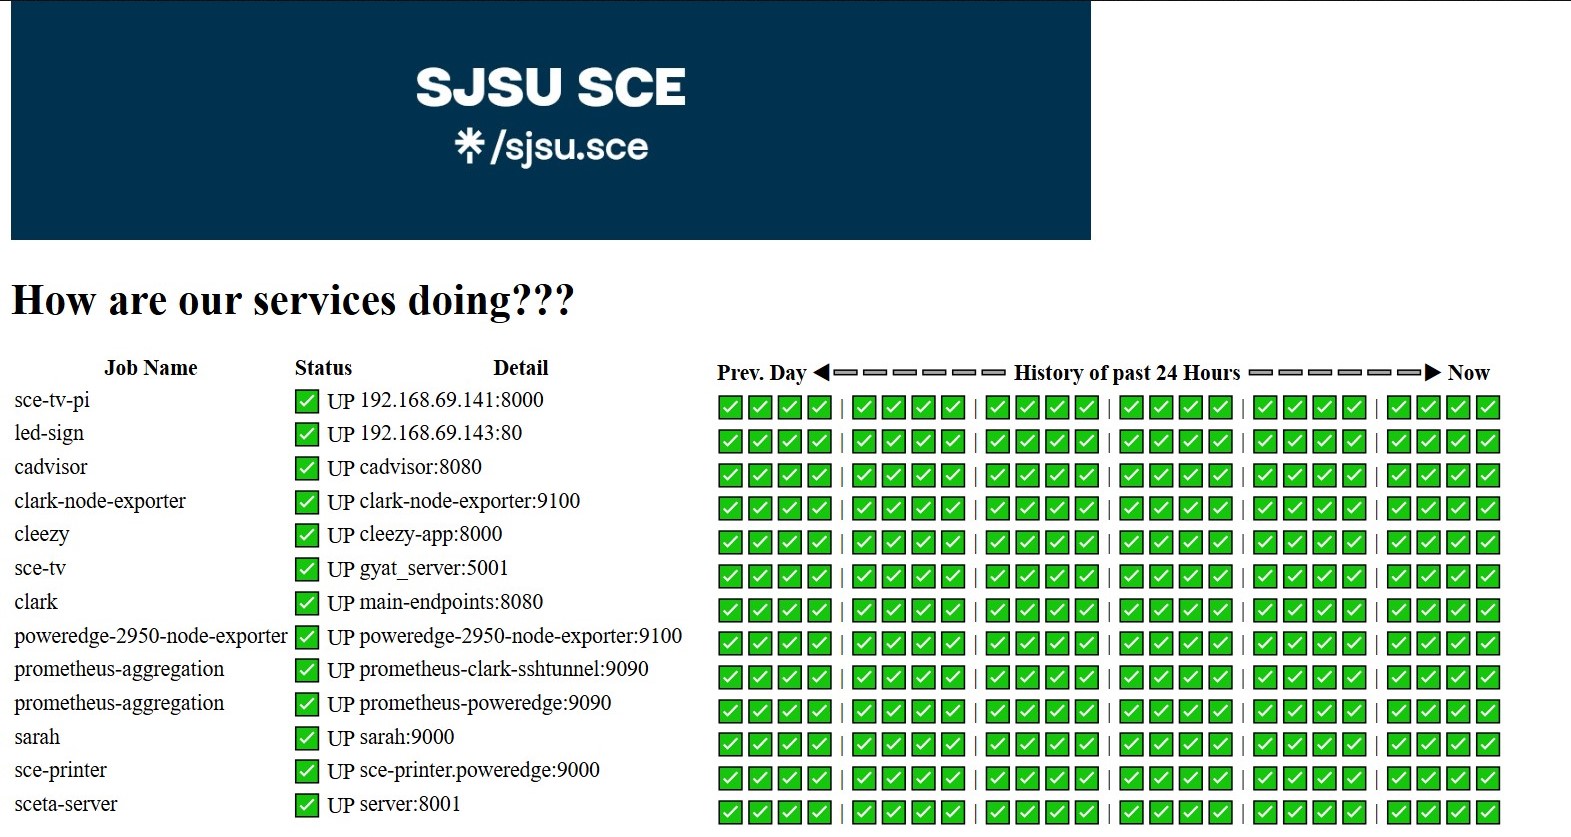 SJSU SCE
/sjsu.sce
How are our services doing???
Job Name Status Detail Prev. Day History of past 24 Hours Now
sce-tv-pi ✅ UP 192.168.69.141:8000 ✅✅✅✅ | ✅✅✅✅ | ✅✅✅✅ | ✅✅✅✅ | ✅✅✅✅ | ✅✅✅✅
led-sign ✅ UP 192.168.69.143:80 ✅✅✅✅ | ✅✅✅✅ | ✅✅✅✅ | ✅✅✅✅ | ✅✅✅✅ | ✅✅✅✅
cadvisor ✅ UP cadvisor:8080 ✅✅✅✅ | ✅✅✅✅ | ✅✅✅✅ | ✅✅✅✅ | ✅✅✅✅ | ✅✅✅✅
clark-node-exporter ✅ UP clark-node-exporter:9100 ✅✅✅✅ | ✅✅✅✅ | ✅✅✅✅ | ✅✅✅✅ | ✅✅✅✅ | ✅✅✅✅
cleezy ✅ UP cleezy-app:8000 ✅✅✅✅ | ✅✅✅✅ | ✅✅✅✅ | ✅✅✅✅ | ✅✅✅✅ | ✅✅✅✅
sce-tv ✅ UP gyat_server:5001 ✅✅✅✅ | ✅✅✅✅ | ✅✅✅✅ | ✅✅✅✅ | ✅✅✅✅ | ✅✅✅✅
clark ✅ UP main-endpoints:8080 ✅✅✅✅ | ✅✅✅✅ | ✅✅✅✅ | ✅✅✅✅ | ✅✅✅✅ | ✅✅✅✅
poweredge-2950-node-exporter ✅ UP poweredge-2950-node-exporter:9100 ✅✅✅✅ | ✅✅✅✅ | ✅✅✅✅ | ✅✅✅✅ | ✅✅✅✅ | ✅✅✅✅
prometheus-aggregation ✅ UP prometheus-clark-sshtunnel:9090 ✅✅✅✅ | ✅✅✅✅ | ✅✅✅✅ | ✅✅✅✅ | ✅✅✅✅ | ✅✅✅✅
prometheus-aggregation ✅ UP prometheus-poweredge:9090 ✅✅✅✅ | ✅✅✅✅ | ✅✅✅✅ | ✅✅✅✅ | ✅✅✅✅ | ✅✅✅✅
sarah ✅ UP sarah:9000 ✅✅✅✅ | ✅✅✅✅ | ✅✅✅✅ | ✅✅✅✅ | ✅✅✅✅ | ✅✅✅✅
sce-printer ✅ UP sce-printer.poweredge:9000 ✅✅✅✅ | ✅✅✅✅ | ✅✅✅✅ | ✅✅✅✅ | ✅✅✅✅ | ✅✅✅✅
sceta-server ✅ UP server:8001 ✅✅✅✅ | ✅✅✅✅ | ✅✅✅✅ | ✅✅✅✅ | ✅✅✅✅ | ✅✅✅✅